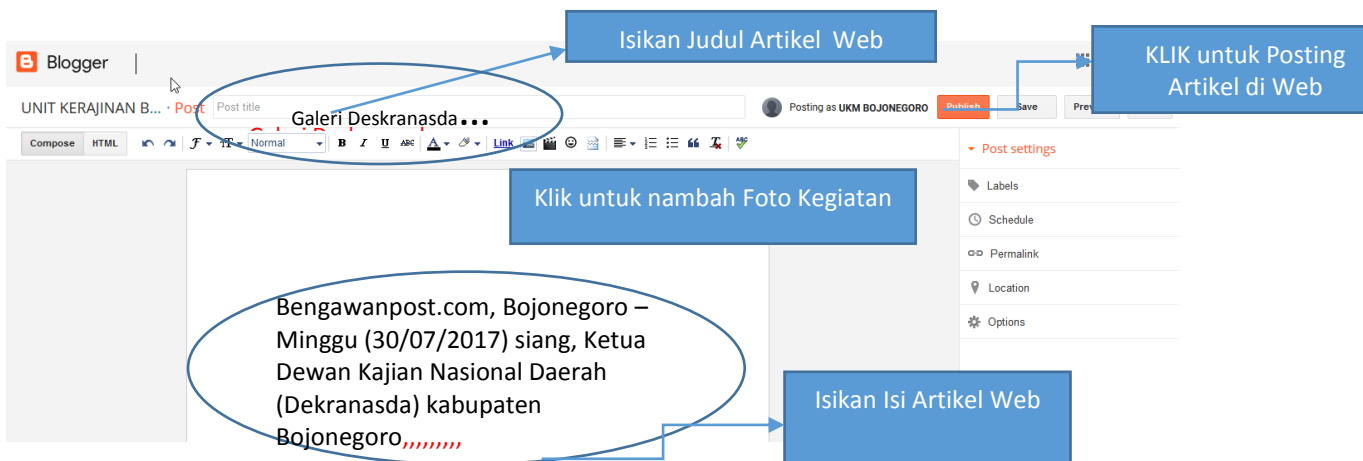 Isikan Judul Artikel Web
KLIK untuk Posting
Artikel di Web
Blogger
UNIT KERAJINAN B... · Post
Post title
Galeri Deskranasda...
Posting as UKM BOJONEGORO
Publish
Save
Compose
HTML
Normal
B I U ABC A Link
Post settings
Labels
Schedule
Permalink
Location
Options
Klik untuk nambah Foto Kegiatan
Bengawanpost.com, Bojonegoro –
Minggu (30/07/2017) siang, Ketua
Dewan Kajian Nasional Daerah
(Dekranasda) kabupaten
Bojonegoro,,,,,,,,,
Isikan Isi Artikel Web